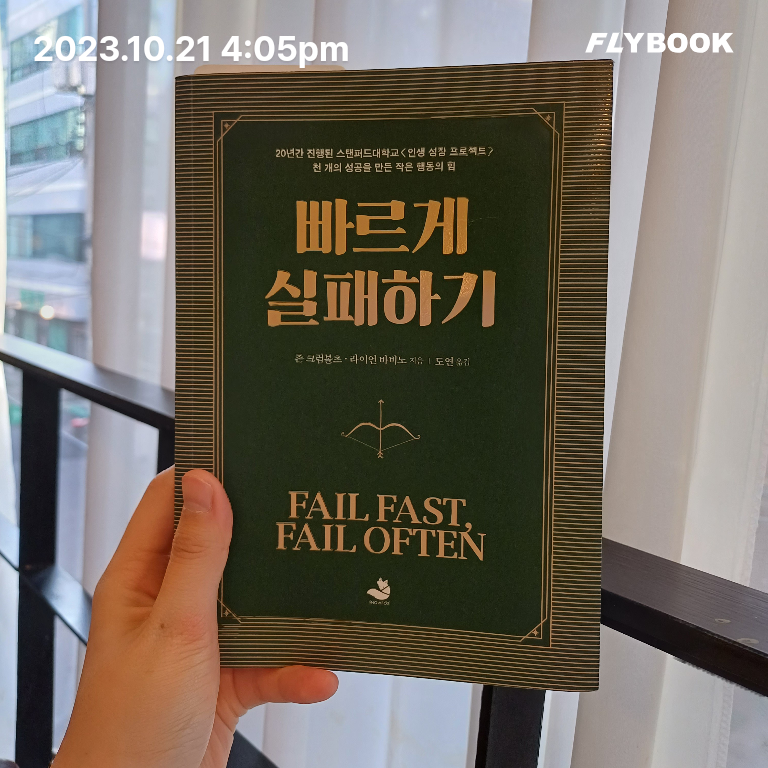 2023.10.21 4:05pm
FLYBOOK
20년간 진행된 스탠퍼드대학교 <인생 성장 프로젝트>
천 개의 성공을 만든 작은 행동의 힘
빠르게
실패하기
존 크럼볼츠 · 라이언 바비노 지음 | 도연 옮김
FAIL FAST,
FAIL OFTEN